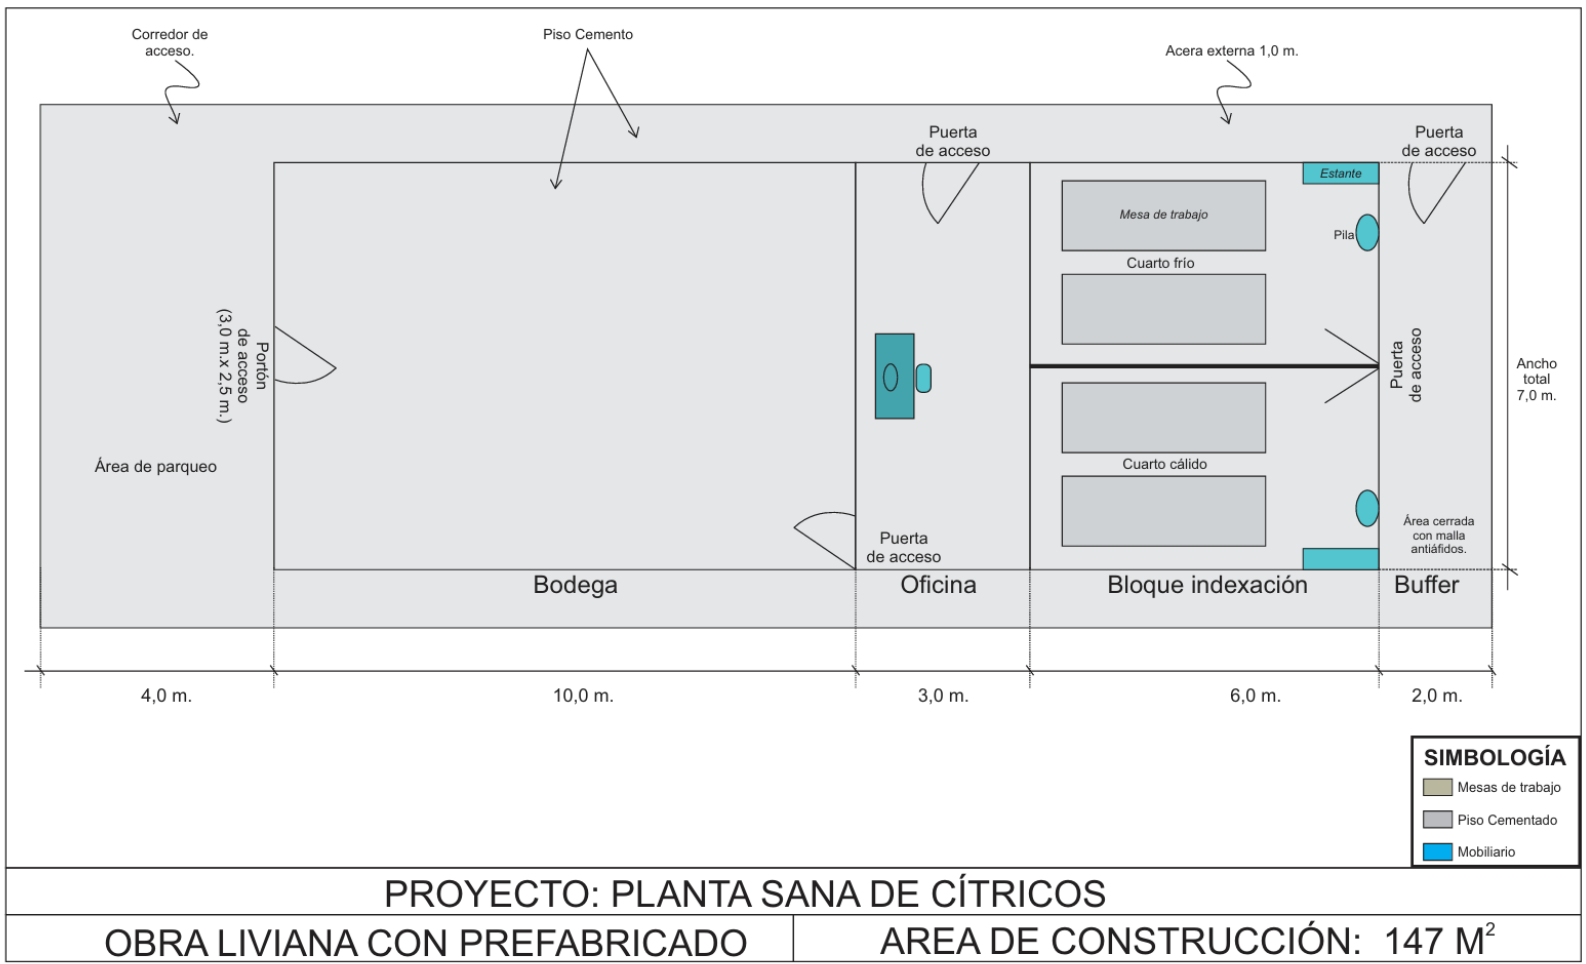 Corredor de
acceso.
Piso Cemento
Acera externa 1,0 m.
Puerta
de acceso
Puerta
de acceso
Estante
Mesa de trabajo
Pila
Cuarto frío
Portón
de acceso
(3,0 m.x 2,5 m.)
Puerta
de acceso
Ancho
total
7,0 m.
Área de parqueo
Cuarto cálido
Área cerrada
con malla
antiáfidos.
Puerta
de acceso
Bodega
Oficina
Bloque indexación
Buffer
4,0 m.
10,0 m.
3,0 m.
6,0 m.
2,0 m.
SIMBOLOGÍA
Mesas de trabajo
Piso Cementado
Mobiliario
PROYECTO: PLANTA SANA DE CÍTRICOS
OBRA LIVIANA CON PREFABRICADO
AREA DE CONSTRUCCIÓN: 147 M²